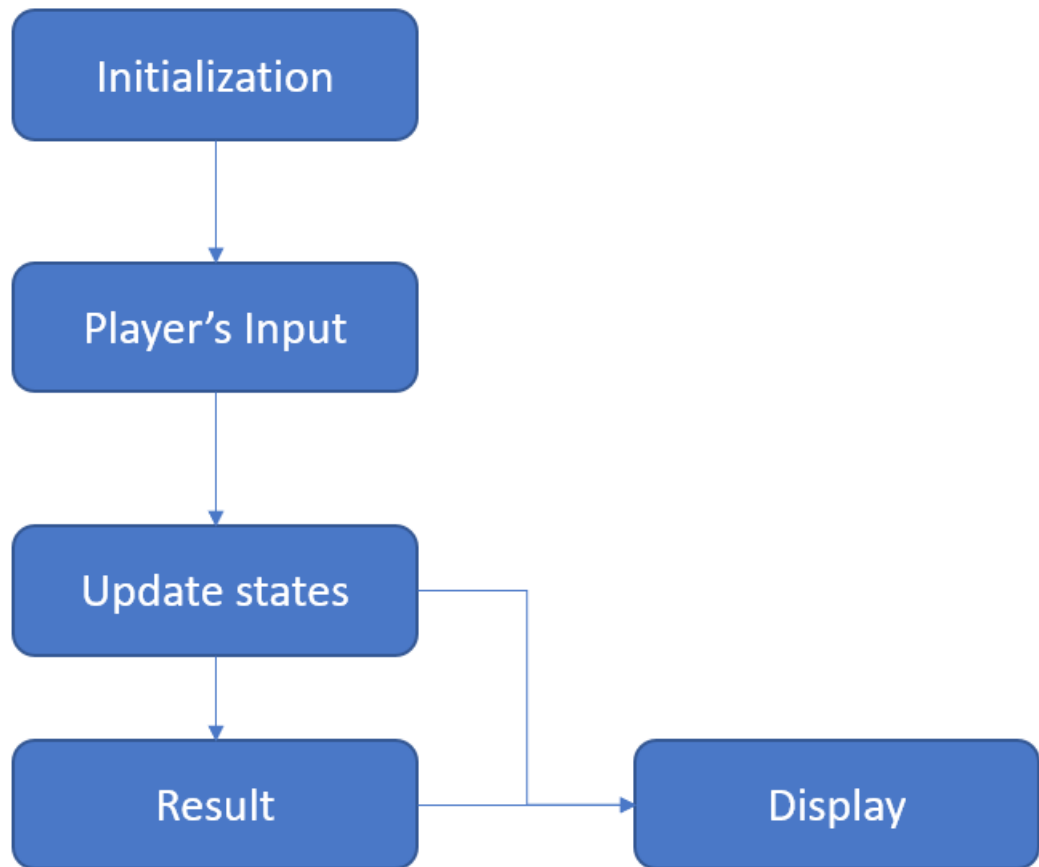 Initialization
Player’s Input
Update states
Result
Display